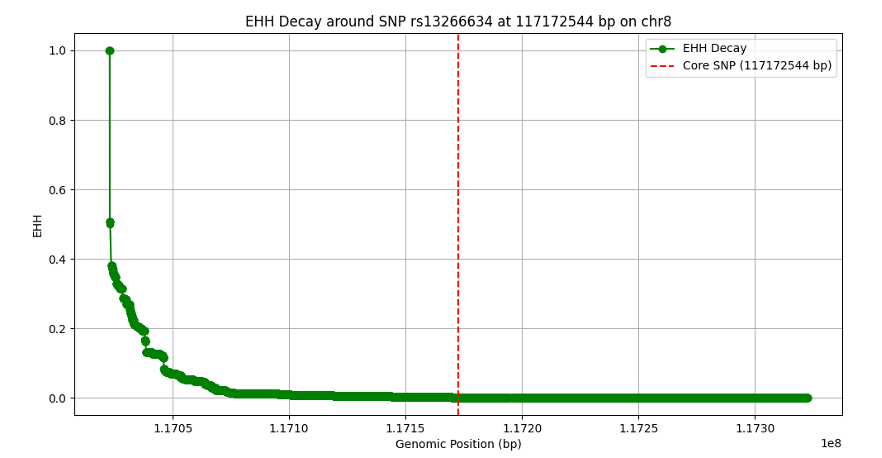 EHH Decay around SNP rs13266634 at 117172544 bp on chr8
EHH Decay
Core SNP (117172544 bp)
EHH
1.0
0.8
0.6
0.4
0.2
0.0
1.1705
1.1710
1.1715
1.1720
1.1725
1.1730
1e8
Genomic Position (bp)